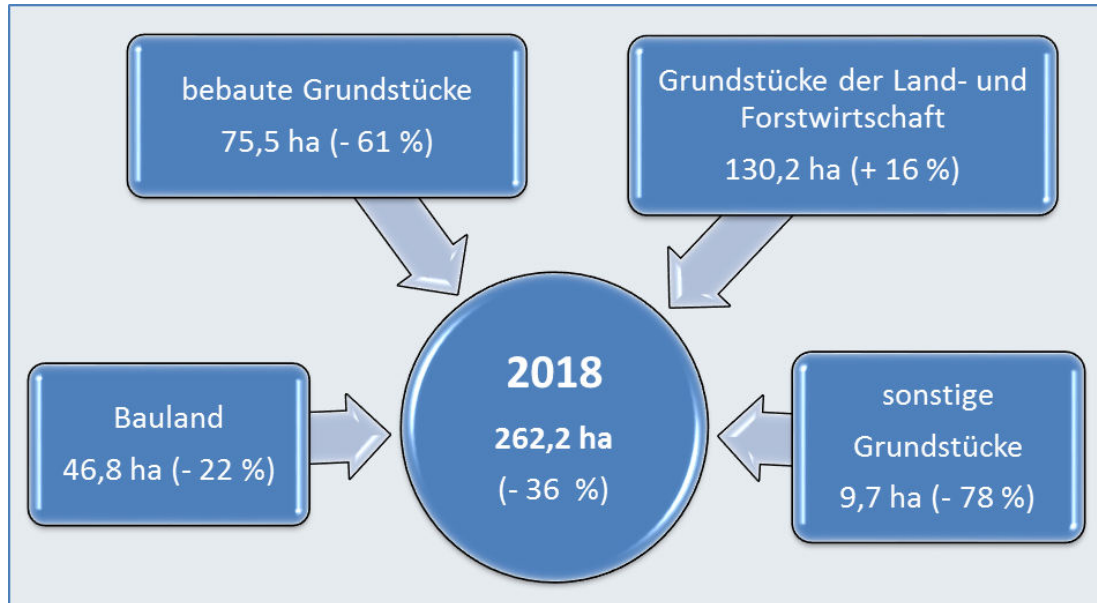 bebaute Grundstücke
75,5 ha (- 61 %)
Grundstücke der Land- und
Forstwirtschaft
130,2 ha (+ 16 %)
Bauland
46,8 ha (- 22 %)
2018
262,2 ha
(- 36 %)
sonstige
Grundstücke
9,7 ha (- 78 %)